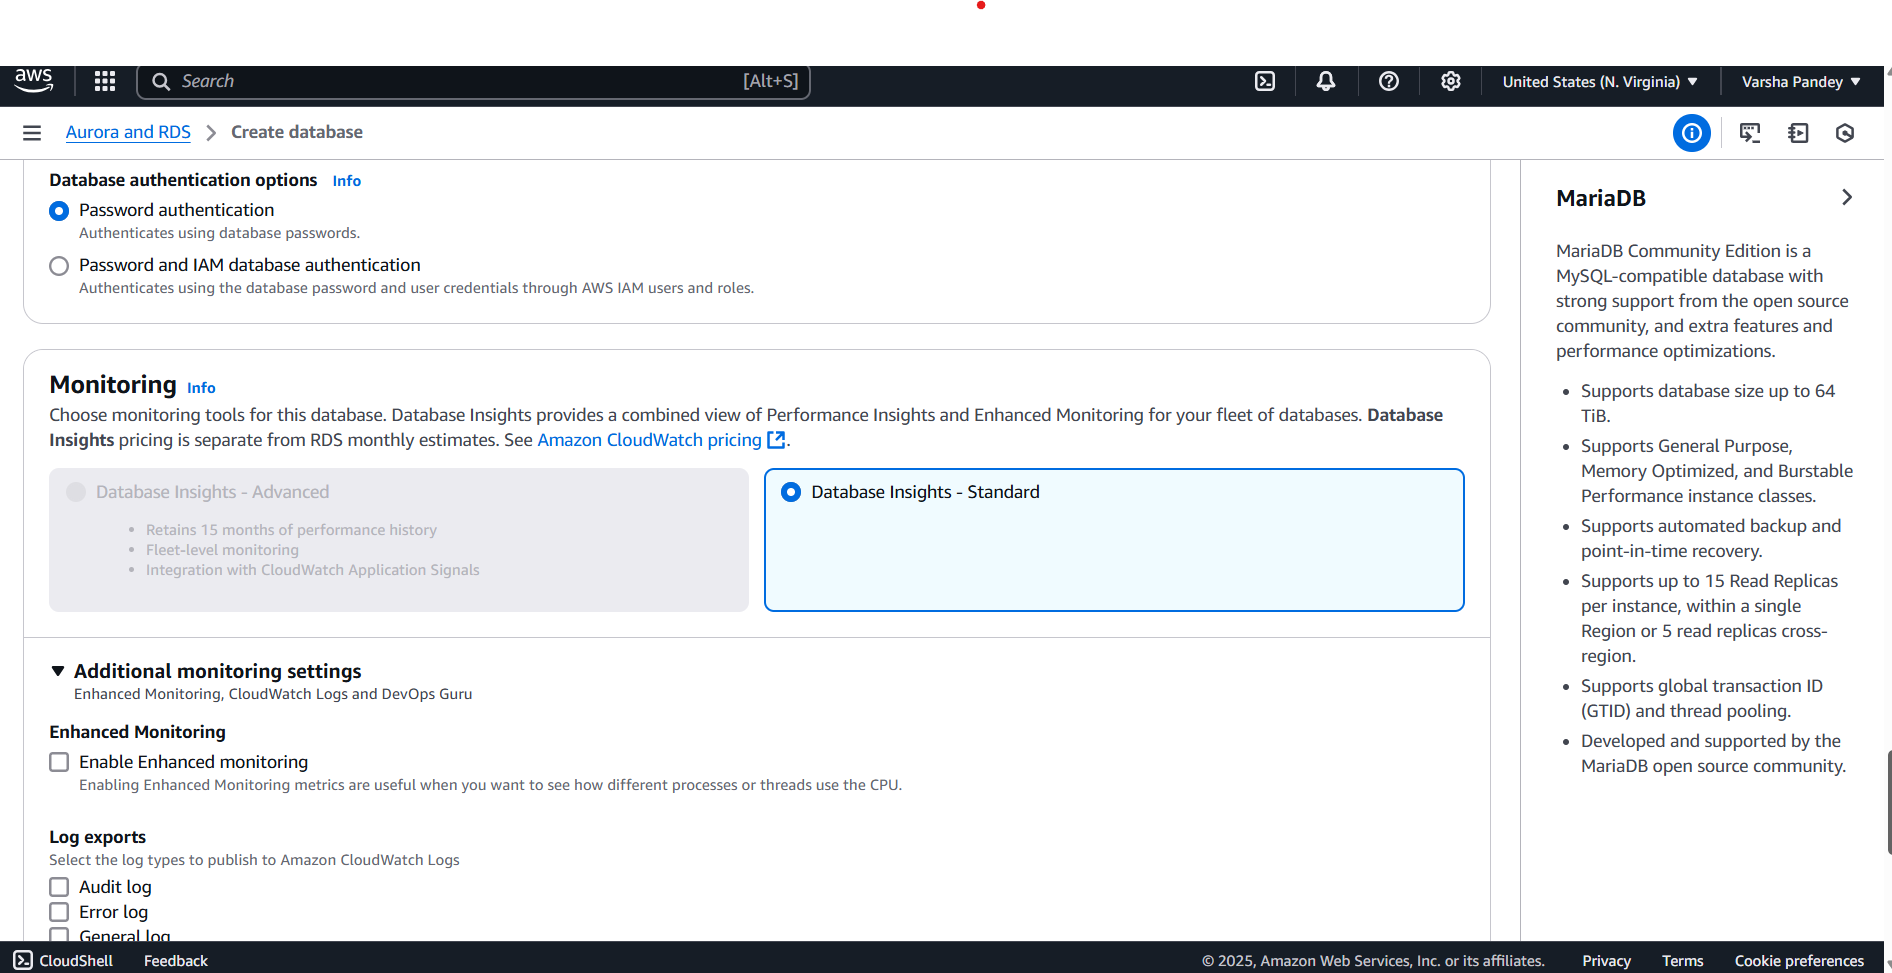 aws
Search [Alt+S]
United States (N. Virginia) ▼
Varsha Pandey ▼
Aurora and RDS > Create database
Database authentication options Info
Password authentication
Authenticates using database passwords.
Password and IAM database authentication
Authenticates using the database password and user credentials through AWS IAM users and roles.
Monitoring Info
Choose monitoring tools for this database. Database Insights provides a combined view of Performance Insights and Enhanced Monitoring for your fleet of databases. Database
Insights pricing is separate from RDS monthly estimates. See Amazon CloudWatch pricing.
Database Insights - Advanced
• Retains 15 months of performance history
• Fleet-level monitoring
• Integration with CloudWatch Application Signals
Database Insights - Standard
▼ Additional monitoring settings
Enhanced Monitoring, CloudWatch Logs and DevOps Guru
Enhanced Monitoring
Enable Enhanced monitoring
Enabling Enhanced Monitoring metrics are useful when you want to see how different processes or threads use the CPU.
Log exports
Select the log types to publish to Amazon CloudWatch Logs
Audit log
Error log
General log
MariaDB
MariaDB Community Edition is a
MySQL-compatible database with
strong support from the open source
community, and extra features and
performance optimizations.
• Supports database size up to 64
TiB.
• Supports General Purpose,
Memory Optimized, and Burstable
Performance instance classes.
• Supports automated backup and
point-in-time recovery.
• Supports up to 15 Read Replicas
per instance, within a single
Region or 5 read replicas cross-
region.
• Supports global transaction ID
(GTID) and thread pooling.
• Developed and supported by the
MariaDB open source community.
CloudShell Feedback
© 2025, Amazon Web Services, Inc. or its affiliates. Privacy Terms Cookie preferences